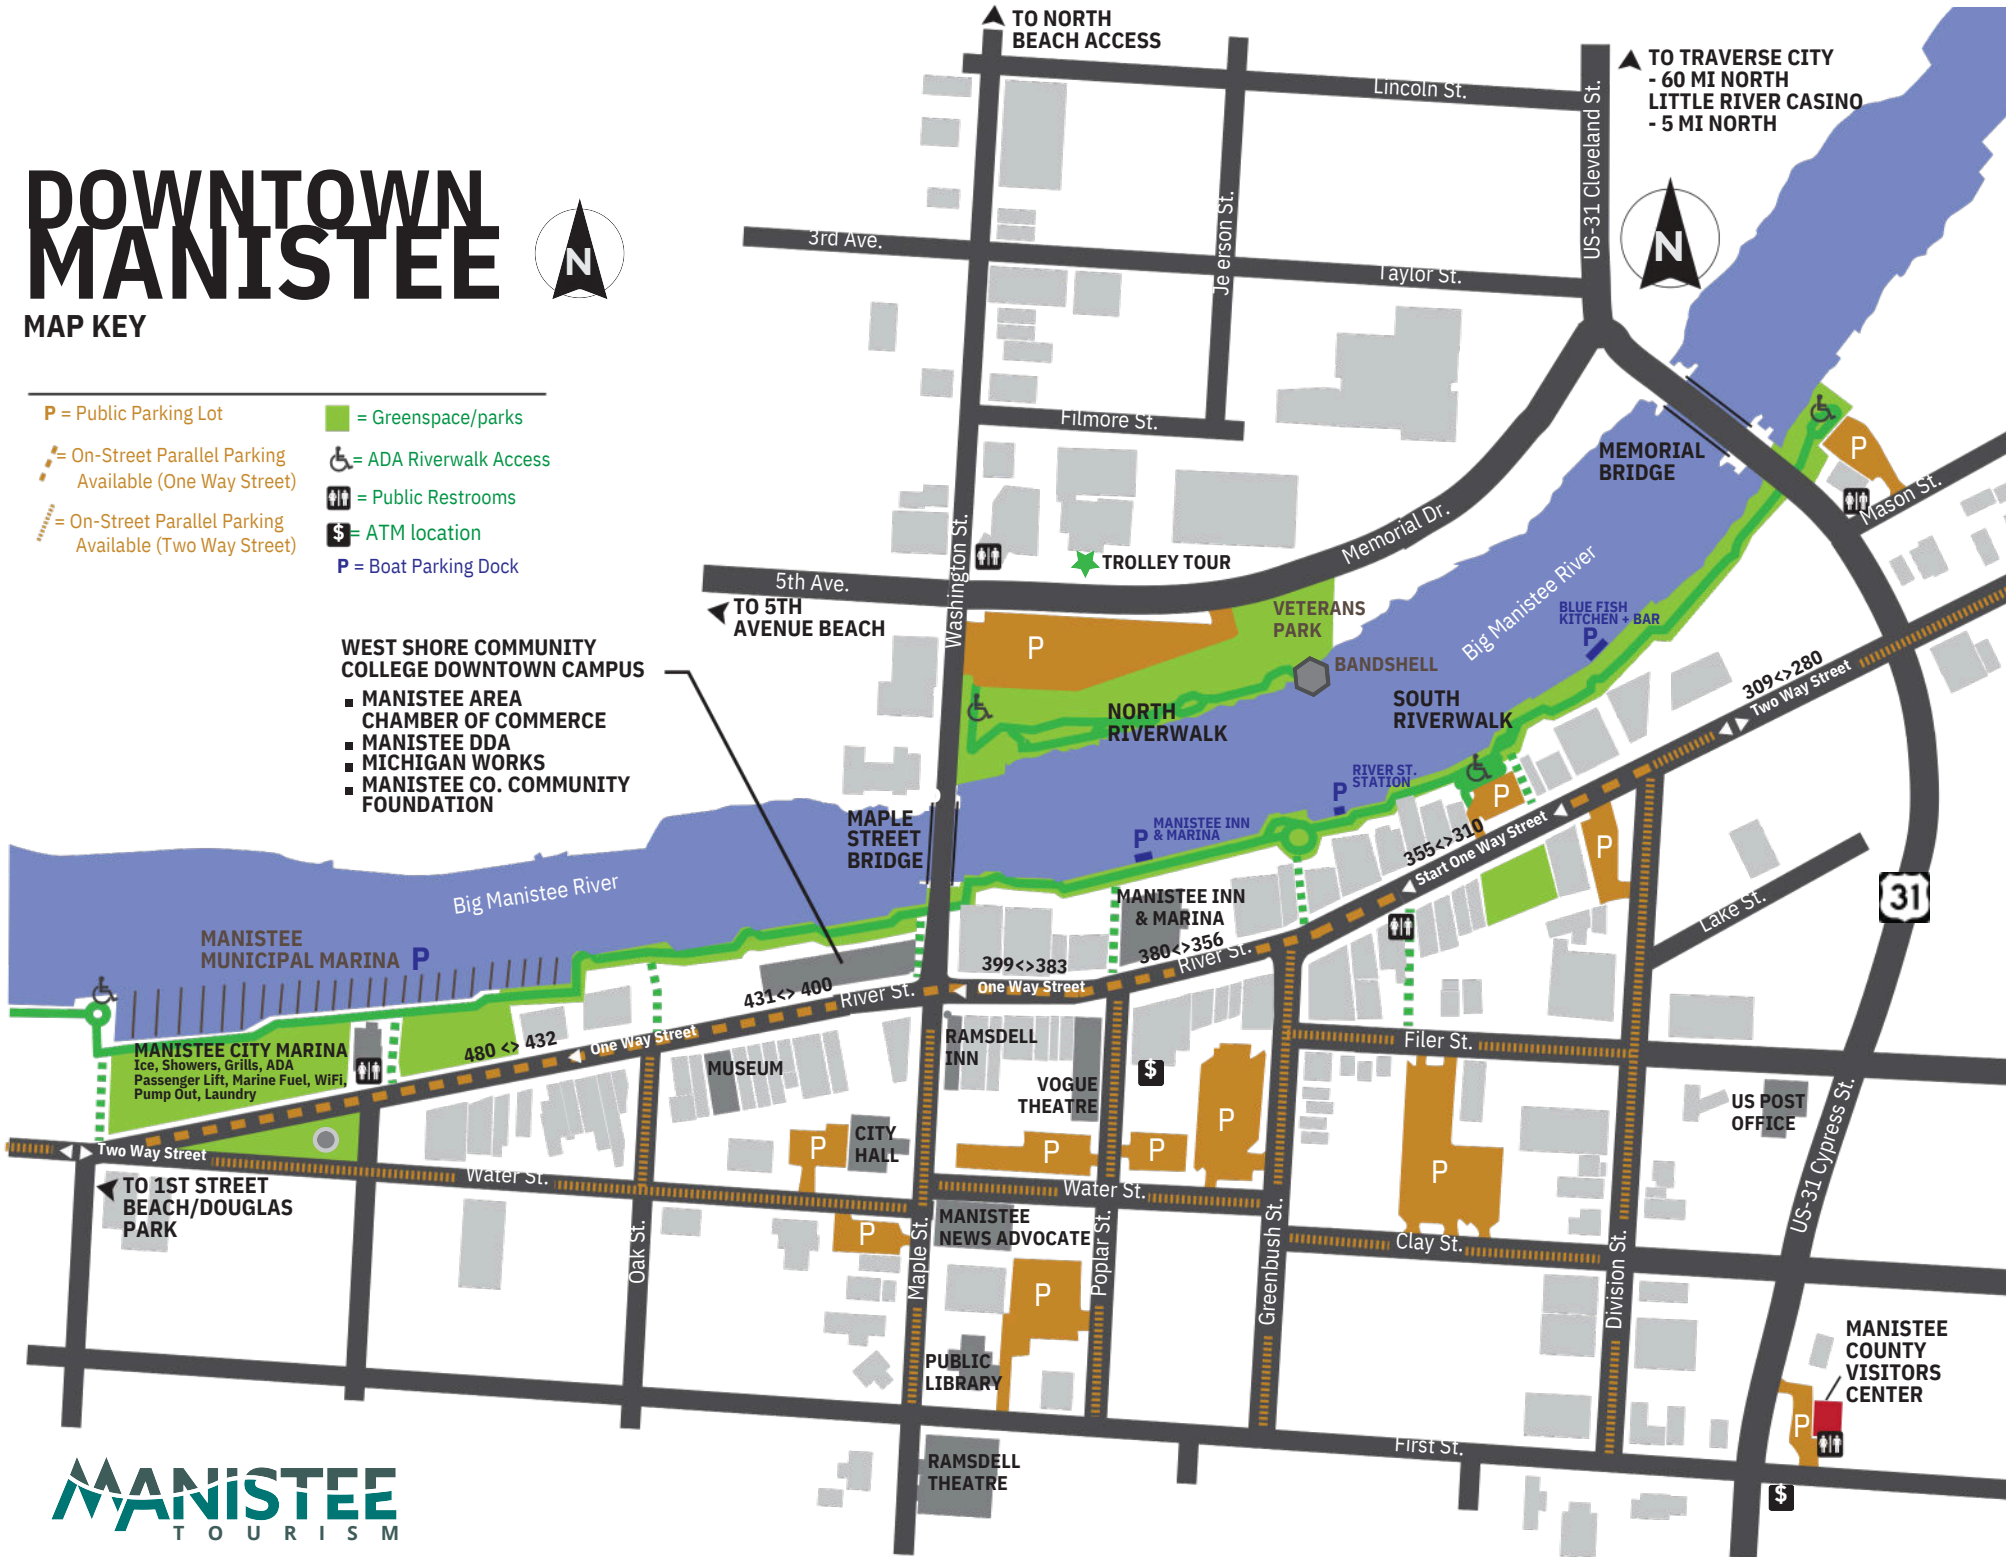 TO NORTH
BEACH ACCESS
TO TRAVERSE CITY
- 60 MI NORTH
LITTLE RIVER CASINO
- 5 MI NORTH
Lincoln St.
US-31 Cleveland St.
DOWNTOWN
MANISTEE
N
MAP KEY
N
3rd Ave.
Je erson St.
Taylor St.
P = Public Parking Lot
= On-Street Parallel Parking
Available (One Way Street)
= On-Street Parallel Parking
Available (Two Way Street)
= Greenspace/parks
= ADA Riverwalk Access
= Public Restrooms
$ = ATM location
P = Boat Parking Dock
Filmore St.
MEMORIAL
BRIDGE
P
Mason St.
Washington St.
Memorial Dr.
TROLLEY TOUR
5th Ave.
TO 5TH
AVENUE BEACH
P
VETERANS
PARK
BANDSHELL
Big Manistee River
BLUE FISH
KITCHEN + BAR
P
309<>280
Two Way Street
WEST SHORE COMMUNITY
COLLEGE DOWNTOWN CAMPUS
MANISTEE AREA
CHAMBER OF COMMERCE
MANISTEE DDA
MICHIGAN WORKS
MANISTEE CO. COMMUNITY
FOUNDATION
NORTH
RIVERWALK
SOUTH
RIVERWALK
RIVER ST.
STATION
P
P
MAPLE
STREET
BRIDGE
MANISTEE INN
& MARINA
P
355<>310
Start One Way Street
P
31
Lake St.
Big Manistee River
MANISTEE
MUNICIPAL MARINA P
MANISTEE INN
& MARINA
380<>356
River St.
399<>383
One Way Street
431<> 400
River St.
480 <> 432
One Way Street
MANISTEE CITY MARINA
Ice, Showers, Grills, ADA
Passenger Lift, Marine Fuel, WiFi,
Pump Out, Laundry
MUSEUM
RAMSDELL
INN
VOGUE
THEATRE
$
Filer St.
US POST
OFFICE
US-31 Cypress St.
P
CITY
HALL
P
P
P
P
Two Way Street
Water St.
Water St.
TO 1ST STREET
BEACH/DOUGLAS
PARK
Oak St.
P
Maple St.
MANISTEE
NEWS ADVOCATE
Poplar St.
Greenbush St.
Clay St.
Division St.
P
PUBLIC
LIBRARY
MANISTEE
COUNTY
VISITORS
CENTER
P
First St.
RAMSDELL
THEATRE
$
MANISTEE
TOURISM